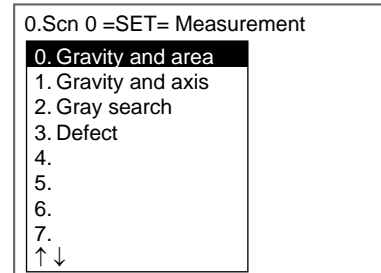 0.Scn 0 =SET= Measurement
0. Gravity and area
1. Gravity and axis
2. Gray search
3. Defect
4.
5.
6.
7.
↑↓